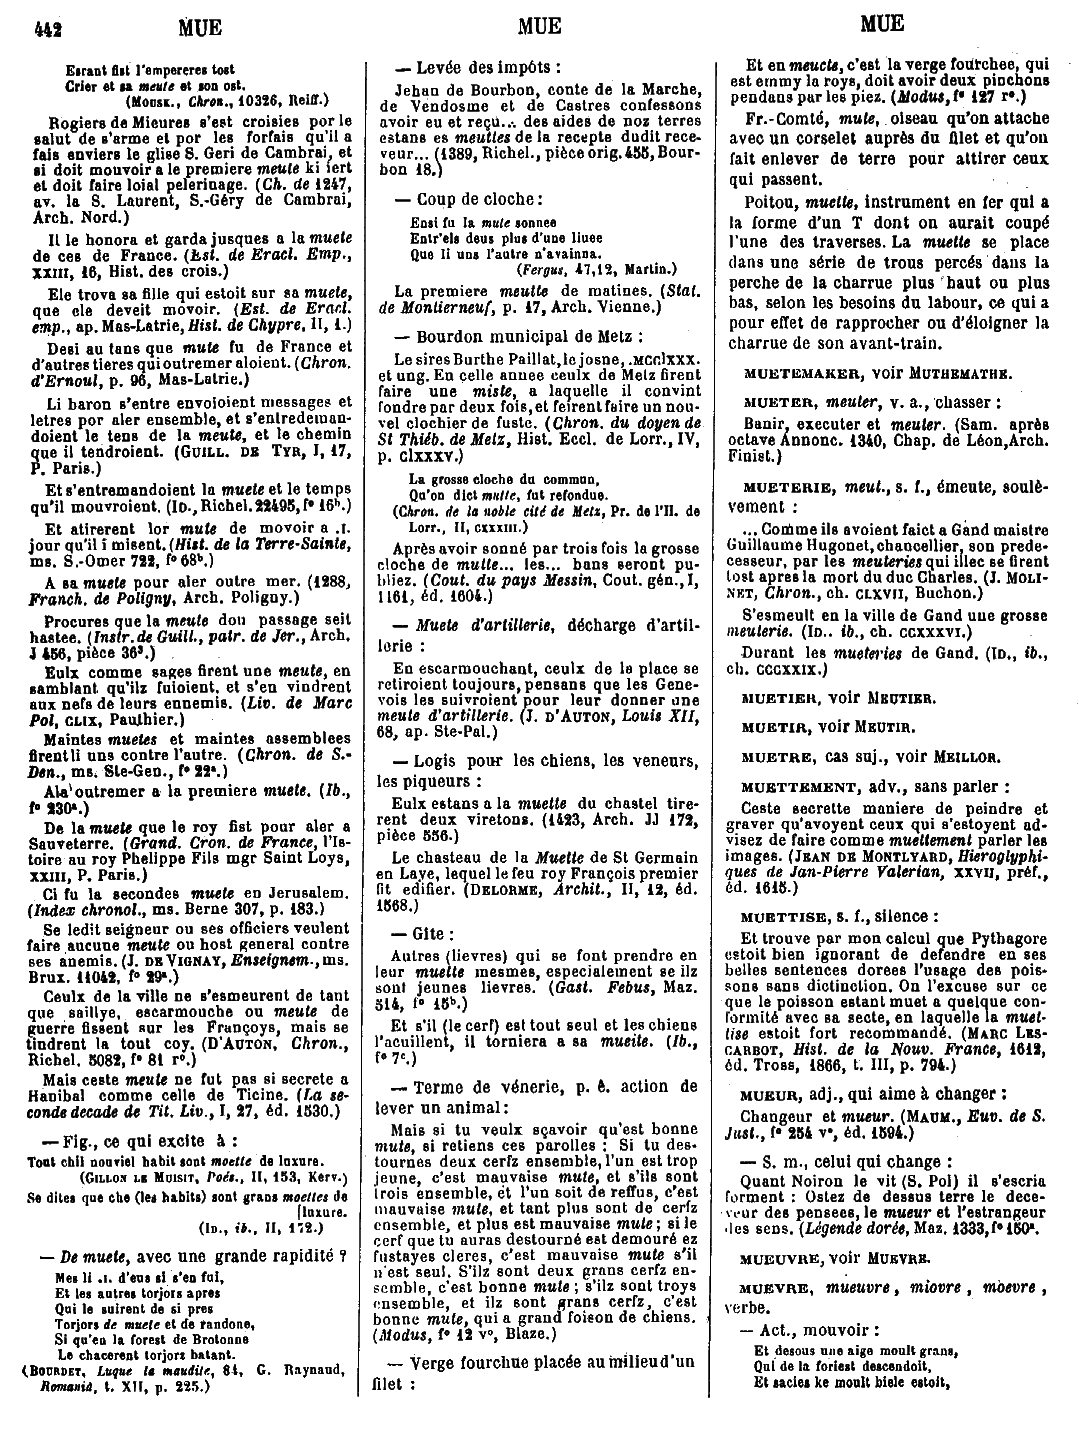 442 MUE MUE MUE
Errant fist l'empereres tost
Crier et sa meute et son ost.
(Mousk., Chron., 10326, Reiff.)
Rogiers de Mieures s'est croisies por le
salut de s'arme et por les forfais qu'il a
fais enviers le glise S. Geri de Cambrai, et
si doit mouvoir a le premiere meute ki iert
et doit faire loial pelerinage. (Ch. de 1247,
av. la S. Laurent, S.-Géry de Cambrai,
Arch. Nord.)
Il le honora et garda jusques a la muete
de ces de France. (Est. de Eracl. Emp.,
XXIII, 16, Hist. des crois.)
Ele trova sa fille qui estoit sur sa muete,
que ele deveit movoir. (Est. de Eracl.
emp., ap. Mas-Latrie, Hist. de Chypre, II, 1.)
Desi au tans que mute fu de France et
d'autres tieres qui outremer aloient. (Chron.
d'Ernoul, p. 96, Mas-Latrie.)
Li baron s'entre envoioient messages et
letres por aler ensemble, et s'entredeman-
doient le tens de la meute, et le chemin
que il tendroient. (GUILL. DE TYR, I, 17,
P. Paris.)
Et s'entremandoient la muete et le temps
qu'il mouvroient. (ID., Richel. 22495, f° 16b.)
Et atirerent lor mute de movoir a .I.
jour qu'il i misent. (Hist. de la Terre-Sainte,
ms. S.-Omer 722, f° 68b.)
A sa muete pour aler outre mer. (1288,
Franch. de Poligny, Arch. Poligny.)
Procures que la meute dou passage seit
hastee. (Instr. de Guill., patr. de Jer., Arch.
J 456, pièce 36³.)
Eulx comme sages firent une meute, en
samblant qu'ilz fuioient, et s'en vindrent
aux nefs de leurs ennemis. (Liv. de Marc
Pol, CLIX, Pauthier.)
Maintes muetes et maintes assemblees
firent li uns contre l'autre. (Chron. de S.-
Den., ms. Ste-Gen., f° 22a.)
Ala outremer a la premiere muete. (Ib.,
f° 230a.)
De la muete que le roy fist pour aler a
Sauveterre. (Grand. Cron. de France, l'Is-
toire au roy Phelippe Fils mgr Saint Loys,
XXIII, P. Paris.)
Ci fu la secondes muete en Jerusalem.
(Index chronol., ms. Berne 307, p. 183.)
Se ledit seigneur ou ses officiers veulent
faire aucune meute ou host general contre
ses anemis. (J. DE VIGNAY, Enseignem., ms.
Brux. 11042, f° 29a.)
Ceulx de la ville ne s'esmeurent de tant
que saillye, escarmouche ou meute de
guerre fissent sur les Françoys, mais se
tindrent la tout coy. (D'AUTON, Chron.,
Richel. 5082, f° 81 r°.)
Mais ceste meute ne fut pas si secrete a
Hanibal comme celle de Ticine. (La se-
conde decade de Tit. Liv., I, 27, éd. 1530.)
— Fig., ce qui excite à :
Tout chil nouviel habit sont moette de luxure.
(GILLON LE MUISIT, Poés., II, 153, Kerv.)
Se dites que che (les habits) sont grans moettes de
[luxure.
(ID., ib., II, 172.)
— De muete, avec une grande rapidité ?
Mes li .I. d'eus si s'en fui,
Et les autres torjors apres
Qui le suirent de si pres
Torjors de muete et de randone,
Si qu'en la forest de Brotonne
Le chacerent torjorz batant.
(BOURDET, Luque la maudite, 84, G. Raynaud,
Romania, t. XII, p. 225.)
— Levée des impôts :
Jehan de Bourbon, conte de la Marche,
de Vendosme et de Castres confessons
avoir eu et reçu... des aides de noz terres
estans es meuttes de la recepte dudit rece-
veur... (1389, Richel., pièce orig. 455, Bour-
bon 18.)
— Coup de cloche :
Ensi fu la mute sonnee
Entr'els deus plus d'une liuee
Que li uns l'autre n'avainna.
(Fergus, 47,12, Martin.)
La premiere meutte de matines. (Stat.
de Montierneuf, p. 17, Arch. Vienne.)
— Bourdon municipal de Metz :
Le sires Burthe Paillat, le josne, .MCClXXX.
et ung. En celle annee ceulx de Metz firent
faire une miste, a laquelle il convint
fondre par deux fois, et feirent faire un nou-
vel clochier de fuste. (Chron. du doyen de
St Thiéb. de Metz, Hist. Eccl. de Lorr., IV,
p. ClXXXV.)
La grosse cloche du commun,
Qu'on dict mutte, fut refondue.
(Chron. de la noble cité de Metz, Pr. de l'H. de
Lorr., II, CXXIII.)
Après avoir sonné par trois fois la grosse
cloche de mutte... les... bans seront pu-
bliez. (Cout. du pays Messin, Cout. gén., I,
1161, éd. 1604.)
— Muete d'artillerie, décharge d'artil-
lerie :
En escarmouchant, ceulx de la place se
retiroient toujours, pensans que les Gene-
vois les suivroient pour leur donner une
meute d'artillerie. (J. D'AUTON, Louis XII,
68, ap. Ste-Pal.)
— Logis pour les chiens, les veneurs,
les piqueurs :
Eulx estans a la muette du chastel tire-
rent deux viretons. (1423, Arch. JJ 172,
pièce 556.)
Le chasteau de la Muette de St Germain
en Laye, lequel le feu roy François premier
fit edifier. (DELORME, Archit., II, 12, éd.
1568.)
— Gîte :
Autres (lievres) qui se font prendre en
leur muette mesmes, especialement se ilz
sont jeunes lievres. (Gast. Febus, Maz.
514, f° 15b.)
Et s'il (le cerf) est tout seul et les chiens
l'acuillent, il torniera a sa mueite. (Ib.,
f° 7c.)
— Terme de vénerie, p. ê. action de
lever un animal :
Mais si tu veulx sçavoir qu'est bonne
mute, si retiens ces parolles : Si tu des-
tournes deux cerfz ensemble, l'un est trop
jeune, c'est mauvaise mute, et s'ils sont
trois ensemble, et l'un soit de reffus, c'est
mauvaise mute, et tant plus sont de cerfz
ensemble, et plus est mauvaise mute ; si le
cerf que tu auras destourné est demouré ez
fustayes cleres, c'est mauvaise mute s'il
n'est seul. S'ilz sont deux grans cerfz en-
semble, c'est bonne mute ; s'ilz sont troys
ensemble, et ilz sont grans cerfz, c'est
bonne mute, qui a grand foison de chiens.
(Modus, f° 12 v°, Blaze.)
— Verge fourchue placée au milieu d'un
filet :
Et en meucte, c'est la verge fourchee, qui
est emmy la roys, doit avoir deux pinchons
pendans par les piez. (Modus, f° 127 r°.)
Fr.-Comté, mute, oiseau qu'on attache
avec un corselet auprès du filet et qu'on
fait enlever de terre pour attirer ceux
qui passent.
Poitou, muette, instrument en fer qui a
la forme d'un T dont on aurait coupé
l'une des traverses. La muette se place
dans une série de trous percés dans la
perche de la charrue plus haut ou plus
bas, selon les besoins du labour, ce qui a
pour effet de rapprocher ou d'éloigner la
charrue de son avant-train.
MUETEMAKER, voir MUTHEMATHE.
MUETER, meuter, v. a., chasser :
Banir, executer et meuter. (Sam. après
octave Annonc. 1340, Chap. de Léon, Arch.
Finist.)
MUETERIE, meut., s. f., émeute, soulè-
vement :
... Comme ils avoient faict a Gand maistre
Guillaume Hugonet, chancellier, son prede-
cesseur, par les meuteries qui illec se firent
tost apres la mort du duc Charles. (J. MOLI-
NET, Chron., ch. CLXVII, Buchon.)
S'esmeult en la ville de Gand une grosse
meuterie. (ID., ib., ch. CCXXXVI.)
Durant les mueteries de Gand. (ID., ib.,
ch. CCCXXIX.)
MUETIER, voir MEUTIER.
MUETIR, voir MEUTIR.
MUETRE, cas suj., voir MEILLOR.
MUETTEMENT, adv., sans parler :
Ceste secrette maniere de peindre et
graver qu'avoyent ceux qui s'estoyent ad-
visez de faire comme muettement parler les
images. (JEAN DE MONTLYARD, Hieroglyphi-
ques de Jan-Pierre Valerian, XXVII, préf.,
éd. 1615.)
MUETTISE, s. f., silence :
Et trouve par mon calcul que Pythagore
estoit bien ignorant de defendre en ses
belles sentences dorees l'usage des pois-
sons sans dictinction. On l'excuse sur ce
que le poisson estant muet a quelque con-
formité avec sa secte, en laquelle la muet-
tise estoit fort recommandé. (MARC LES-
CARBOT, Hist. de la Nouv. France, 1612,
éd. Tross, 1866, t. III, p. 794.)
MUEUR, adj., qui aime à changer :
Changeur et mueur. (MAUM., Euv. de S.
Just., f° 254 v°, éd. 1594.)
— S. m., celui qui change :
Quant Noiron le vit (S. Pol) il s'escria
forment : Ostez de dessus terre le dece-
veur des pensees, le mueur et l'estrangeur
des sens. (Légende dorée, Maz. 1333, f° 150a.
MUEUVRE, voir MUEVRE.
MUEVRE, mueuvre, miovre, moevre,
verbe.
— Act., mouvoir :
Et desous une aige moult grans,
Qui de la foriest descendoit,
Et sacies ke moult biele estoit,